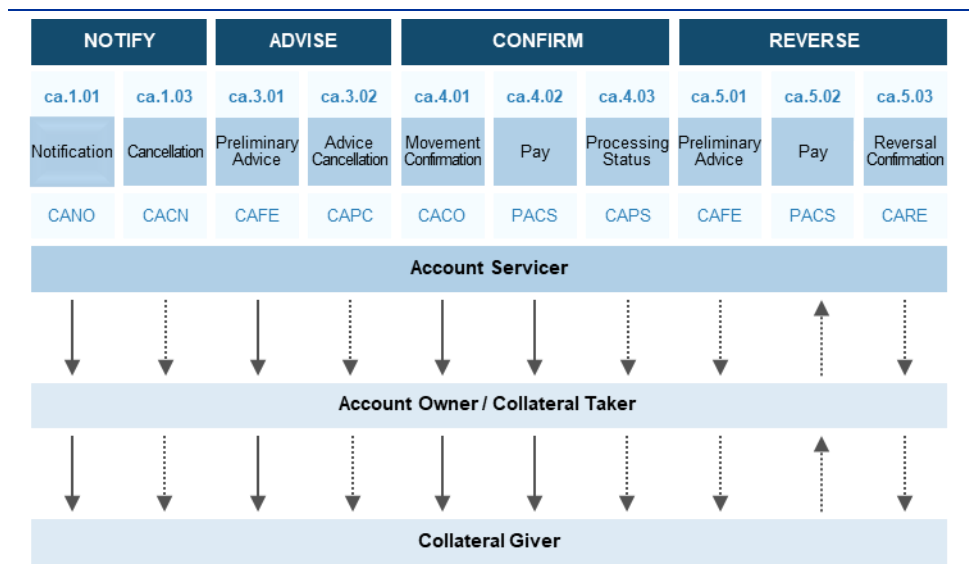 NOTIFY ADVISE CONFIRM REVERSE
ca.1.01 ca.1.03 ca.3.01 ca.3.02 ca.4.01 ca.4.02 ca.4.03 ca.5.01 ca.5.02 ca.5.03
Notification Cancellation Preliminary Advice Advice Cancellation Movement Confirmation Pay Processing Status Preliminary Advice Pay Reversal Confirmation
CANO CACN CAFE CAPC CACO PACS CAPS CAFE PACS CARE
Account Servicer
Account Owner / Collateral Taker
Collateral Giver